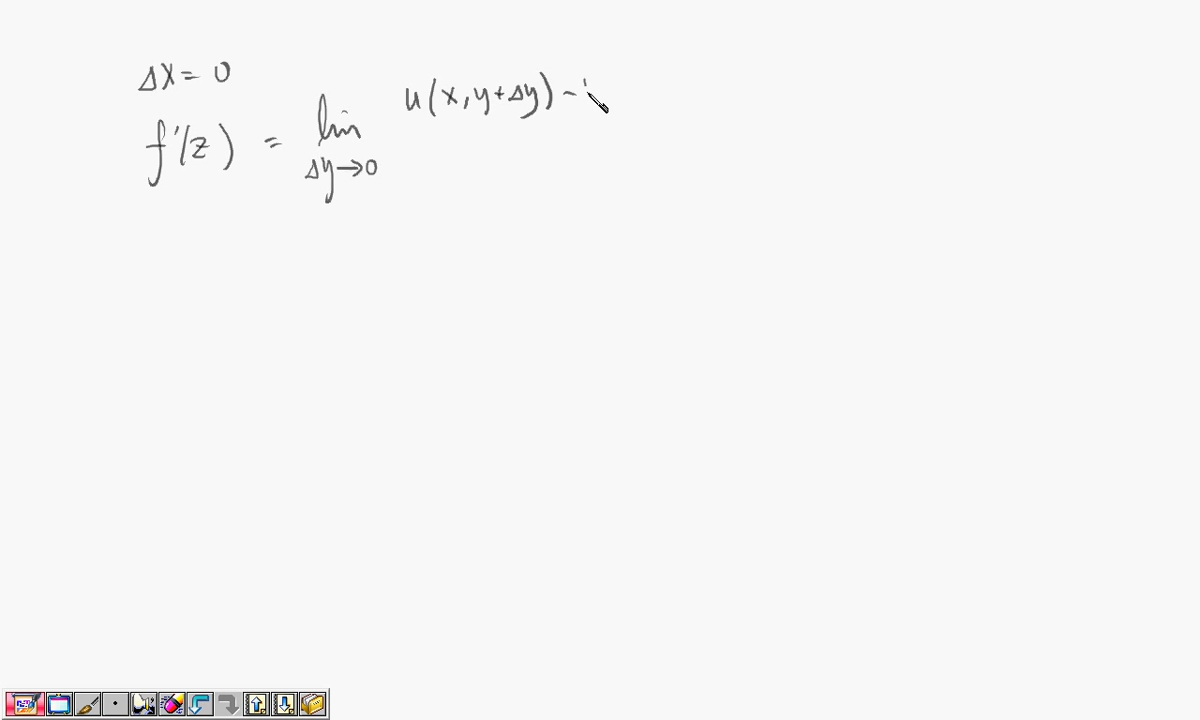 Δx = 0
f'(z) = lim u(x, y+Δy) -
Δy→0